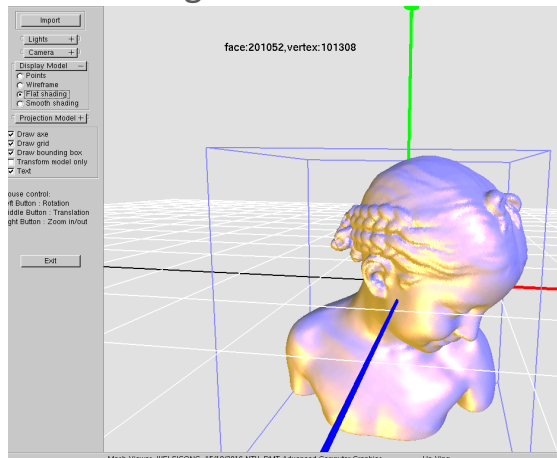 Import
Lights +
Camera +
Display Model –
Points
Wireframe
Flat shading
Smooth shading
Projection Model +
Draw axe
Draw grid
Draw bounding box
Transform model only
Text
ouse control:
Button : Rotation
iddle Button : Translation
ght Button : Zoom in/out
Exit
face:201052,vertex:101308